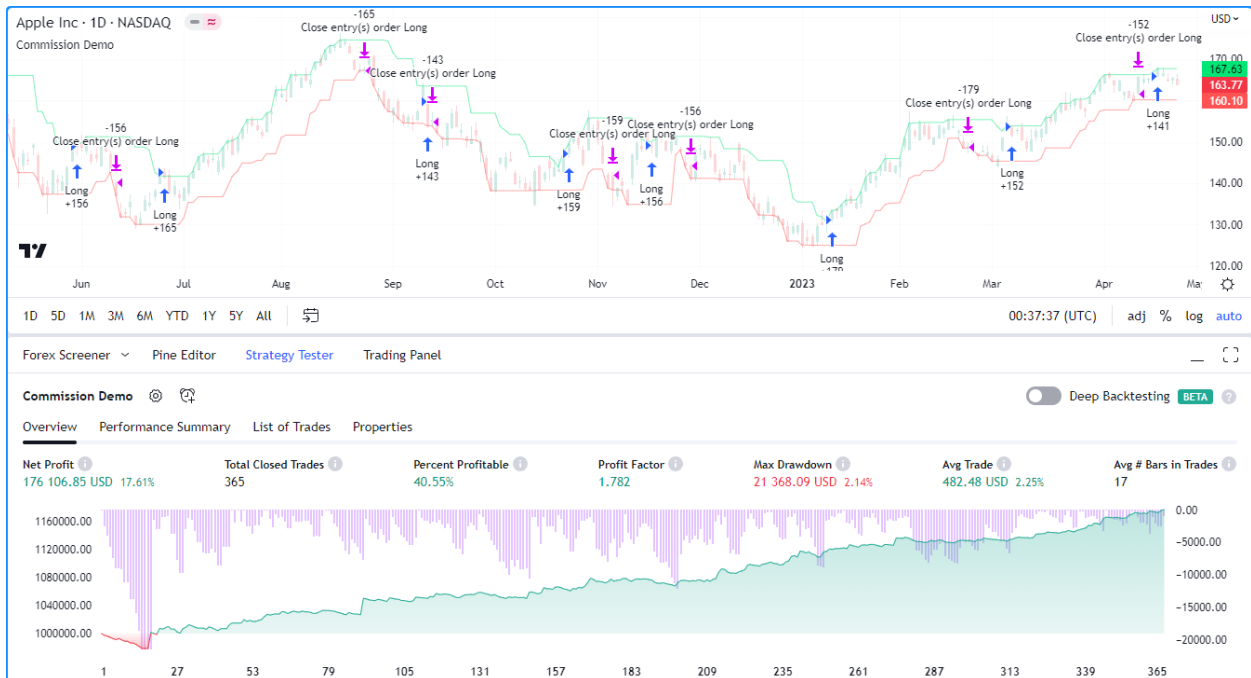 Apple Inc · 1D · NASDAQ
Commission Demo
USD
170.00
167.63
163.77
160.10
150.00
140.00
130.00
120.00
-156
Close entry(s) order Long
Long
+156
Long
+165
-165
Close entry(s) order Long
-143
Close entry(s) order Long
Long
+143
-159
Close entry(s) order Long
Long
+159
-156
Close entry(s) order Long
Long
+156
Long
+179
-179
Close entry(s) order Long
Long
+152
-152
Close entry(s) order Long
Long
+141
Jun Jul Aug Sep Oct Nov Dec 2023 Feb Mar Apr May
1D 5D 1M 3M 6M YTD 1Y 5Y All 00:37:37 (UTC) adj % log auto
Forex Screener Pine Editor Strategy Tester Trading Panel
Commission Demo Deep Backtesting BETA
Overview Performance Summary List of Trades Properties
Net Profit Total Closed Trades Percent Profitable Profit Factor Max Drawdown Avg Trade Avg # Bars in Trades
176 106.85 USD 17.61% 365 40.55% 1.782 21 368.09 USD 2.14% 482.48 USD 2.25% 17
1160000.00 0.00
1120000.00 -5000.00
1080000.00 -10000.00
1040000.00 -15000.00
1000000.00 -20000.00
1 27 53 79 105 131 157 183 209 235 261 287 313 339 365